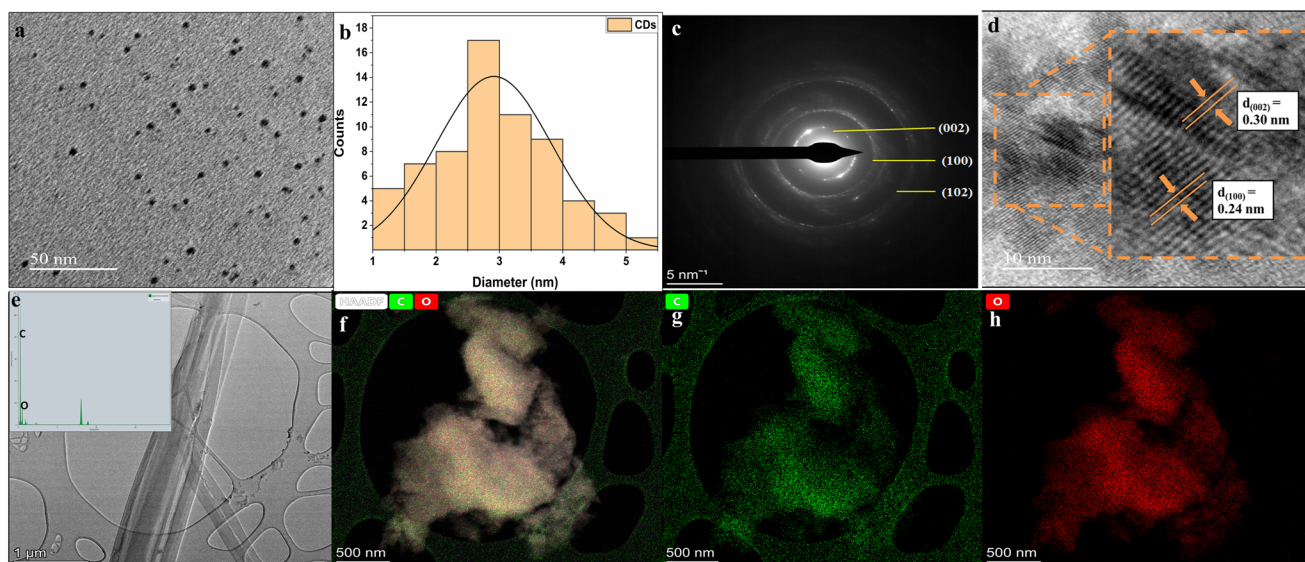 a
50 nm
b
CDs
Counts
18
16
14
12
10
8
6
4
2
1
2
3
4
5
Diameter (nm)
c
(002)
(100)
(102)
5 nm⁻¹
d
d(002) =
0.30 nm
d(100) =
0.24 nm
10 nm
e
C
O
1 µm
HAADF C O
f
500 nm
C
g
500 nm
O
h
500 nm